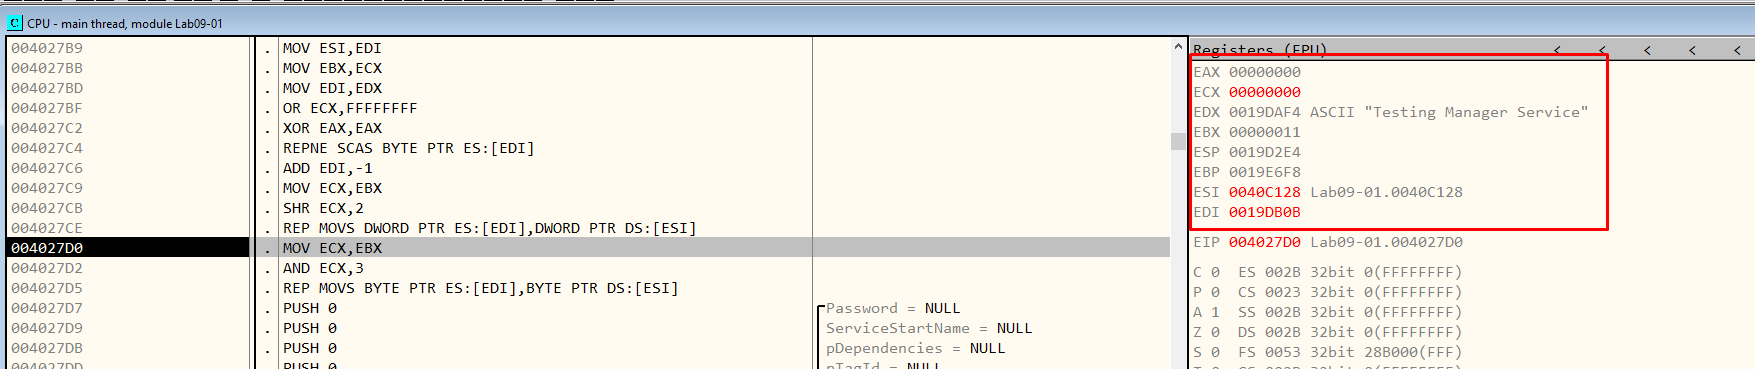 CPU - main thread, module Lab09-01
004027B9 . MOV ESI,EDI
004027BB . MOV EBX,ECX
004027BD . MOV EDI,EDX
004027BF . OR ECX,FFFFFFFF
004027C2 . XOR EAX,EAX
004027C4 . REPNE SCAS BYTE PTR ES:[EDI]
004027C6 . ADD EDI,-1
004027C9 . MOV ECX,EBX
004027CB . SHR ECX,2
004027CE . REP MOVS DWORD PTR ES:[EDI],DWORD PTR DS:[ESI]
004027D0 . MOV ECX,EBX
004027D2 . AND ECX,3
004027D5 . REP MOVS BYTE PTR ES:[EDI],BYTE PTR DS:[ESI]
004027D7 . PUSH 0 Password = NULL
004027D9 . PUSH 0 ServiceStartName = NULL
004027DB . PUSH 0 pDependencies = NULL
004027DD . PUSH 0 pTagId = NULL
Registers (FPU) < < < < <
EAX 00000000
ECX 00000000
EDX 0019DAF4 ASCII "Testing Manager Service"
EBX 00000011
ESP 0019D2E4
EBP 0019E6F8
ESI 0040C128 Lab09-01.0040C128
EDI 0019DB0B
EIP 004027D0 Lab09-01.004027D0
C 0 ES 002B 32bit 0(FFFFFFFF)
P 0 CS 0023 32bit 0(FFFFFFFF)
A 1 SS 002B 32bit 0(FFFFFFFF)
Z 0 DS 002B 32bit 0(FFFFFFFF)
S 0 FS 0053 32bit 28B000(FFF)